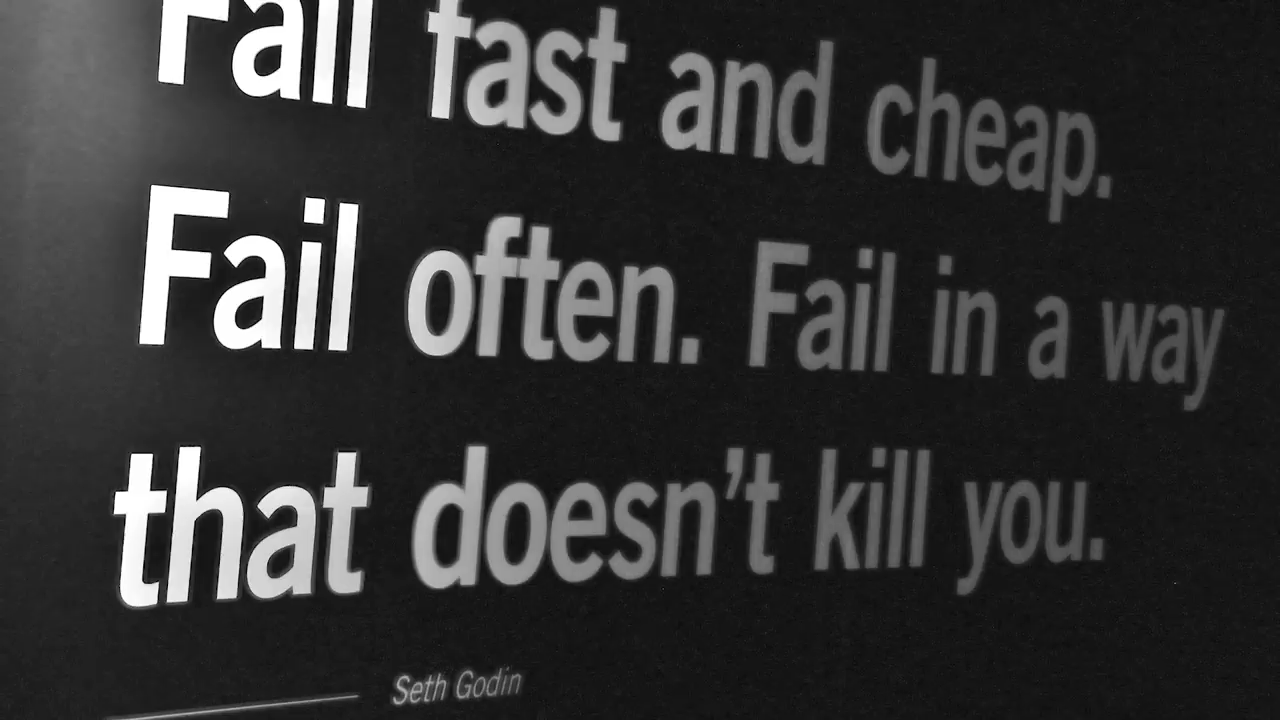 Fail fast and cheap.
Fail often. Fail in a way
that doesn’t kill you.
Seth Godin